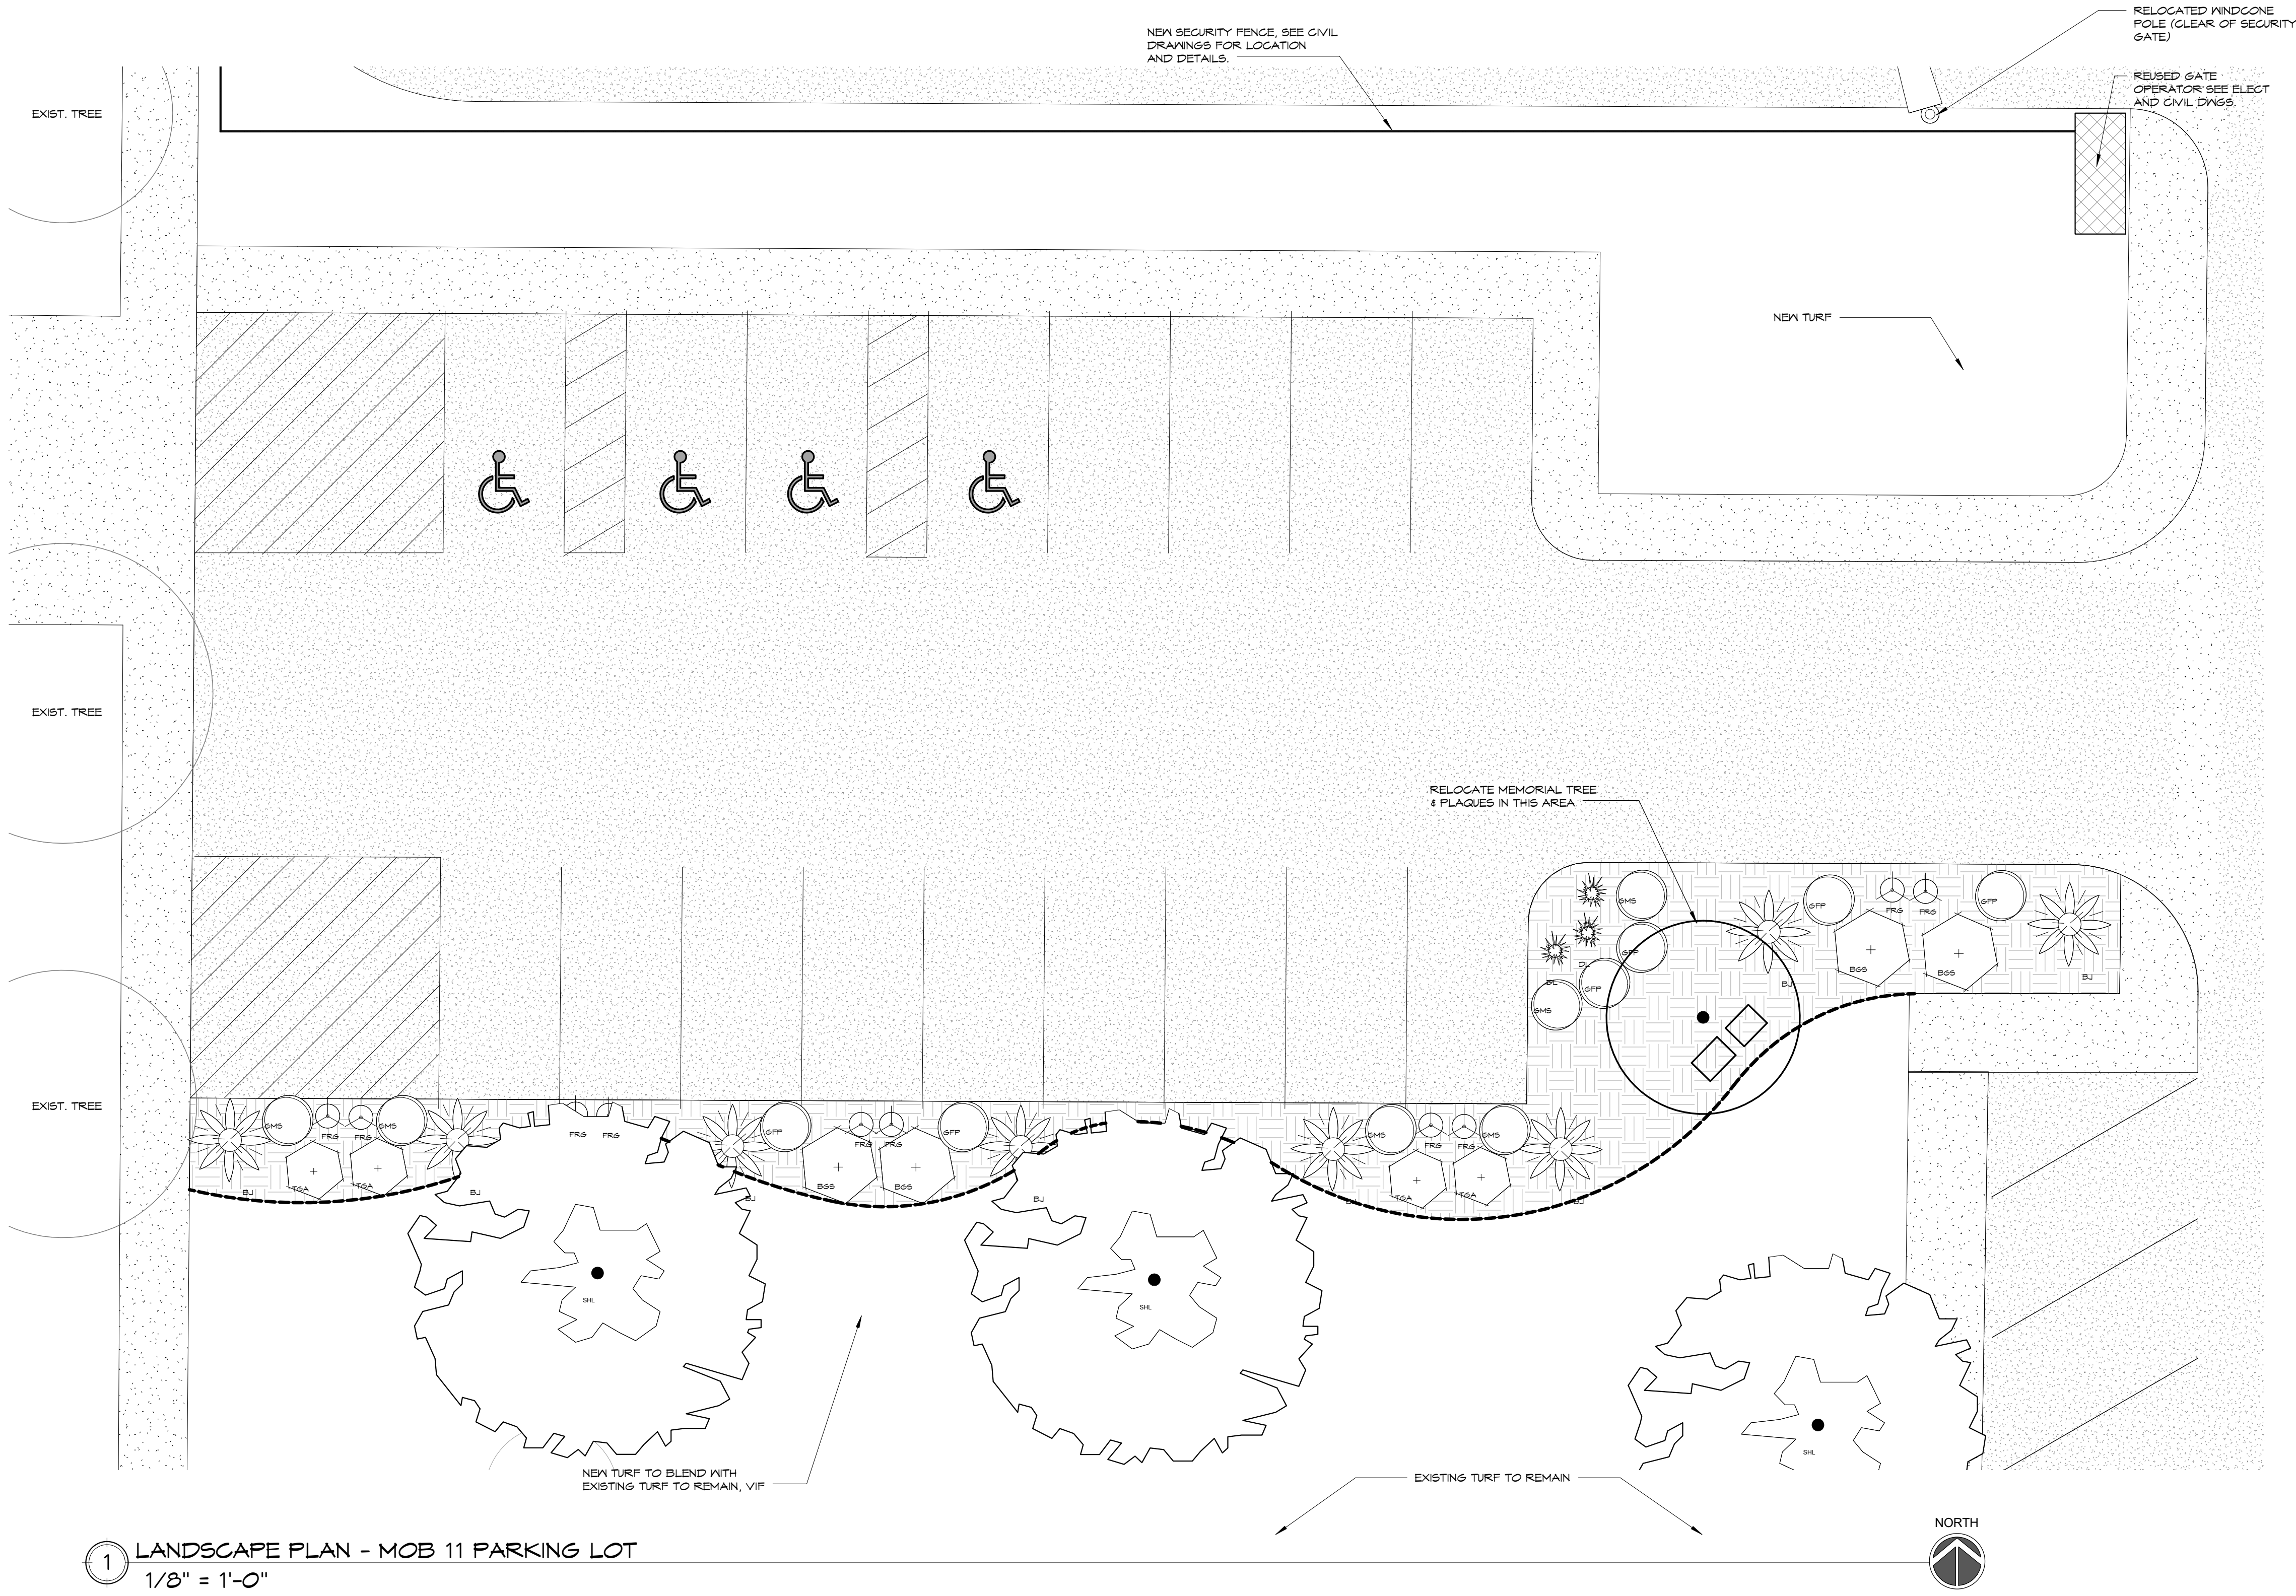 RELOCATED WINDCONE
POLE (CLEAR OF SECURITY
GATE)
NEW SECURITY FENCE, SEE CIVIL
DRAWINGS FOR LOCATION
AND DETAILS.
REUSED GATE
OPERATOR SEE ELECT
AND CIVIL DWGS.
EXIST. TREE
NEW TURF
EXIST. TREE
RELOCATE MEMORIAL TREE
& PLAQUES IN THIS AREA
GMS
GFP
FRG
FRG
GFP
GFP
DL
BGS
BGS
BJ
DL
GFP
BJ
GMS
EXIST. TREE
GMS
FRG
FRG
GMS
FRG
FRG
GFP
FRG
FRG
GFP
GMS
FRG
FRG
GMS
BJ
TGA
TGA
BJ
BJ
BGS
BGS
BJ
BJ
TGA
TGA
BJ
SHL
SHL
SHL
NEW TURF TO BLEND WITH
EXISTING TURF TO REMAIN, VIF
EXISTING TURF TO REMAIN
NORTH
1
LANDSCAPE PLAN - MOB 11 PARKING LOT
1/8" = 1'-0"